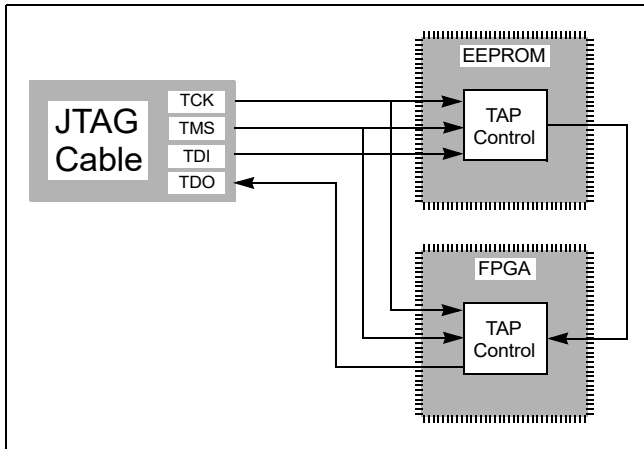 JTAG
Cable
TCK
TMS
TDI
TDO
EEPROM
TAP
Control
FPGA
TAP
Control